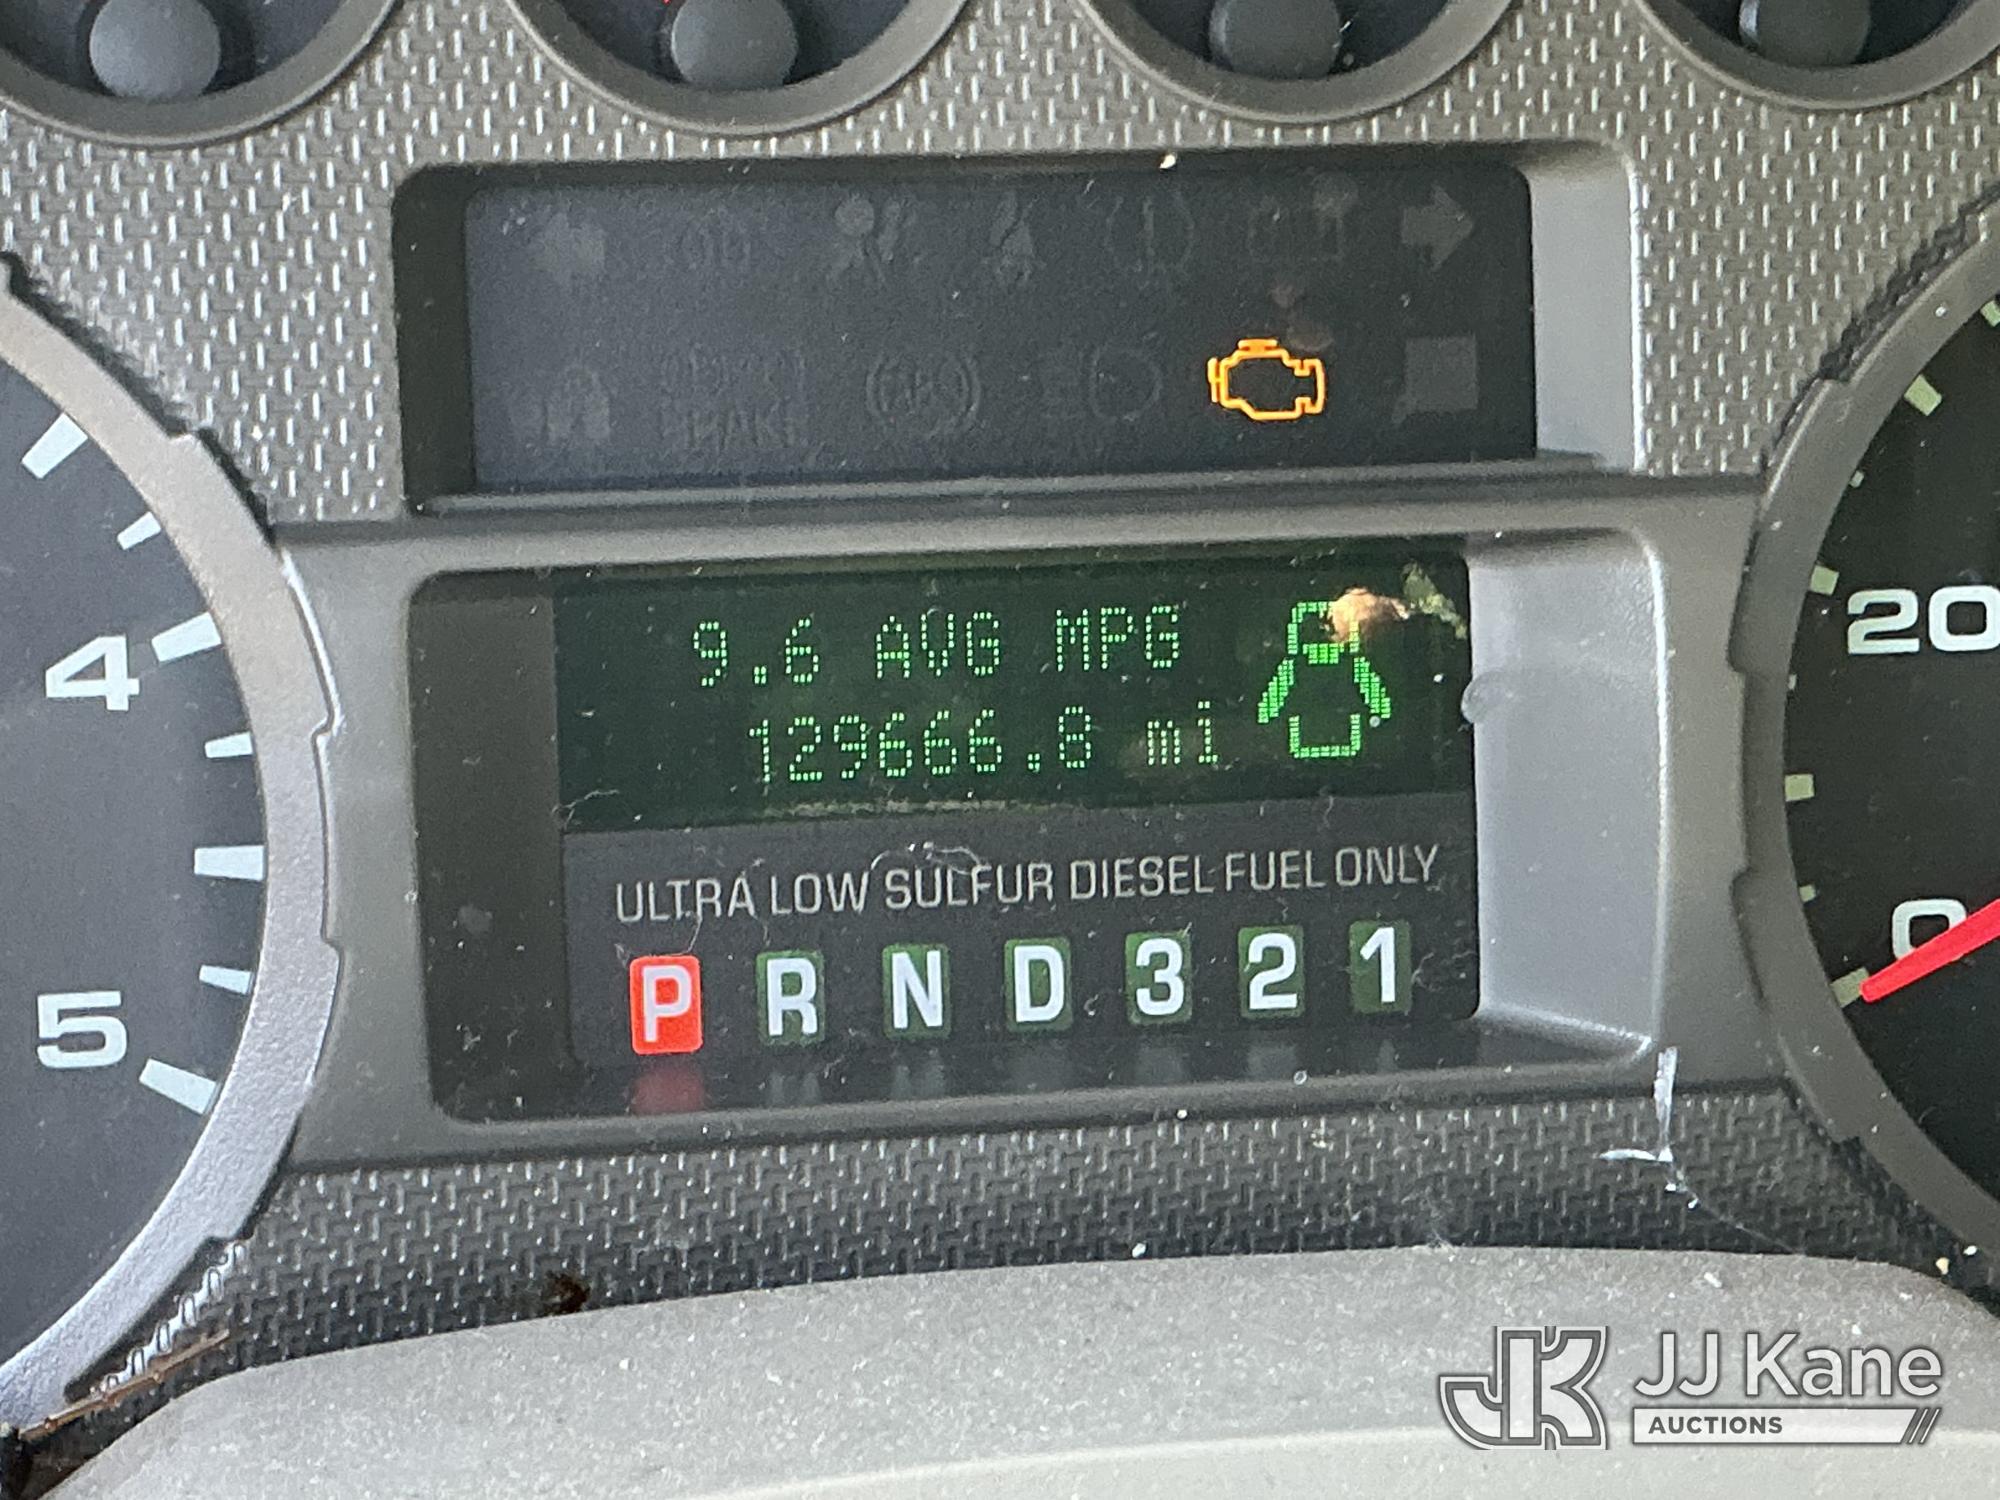 9.6 AVG MPG
129666.8 mi
ULTRA LOW SULFUR DIESEL FUEL ONLY
P R N D 3 2 1
4
5
20
0
JK
JJ Kane
AUCTIONS